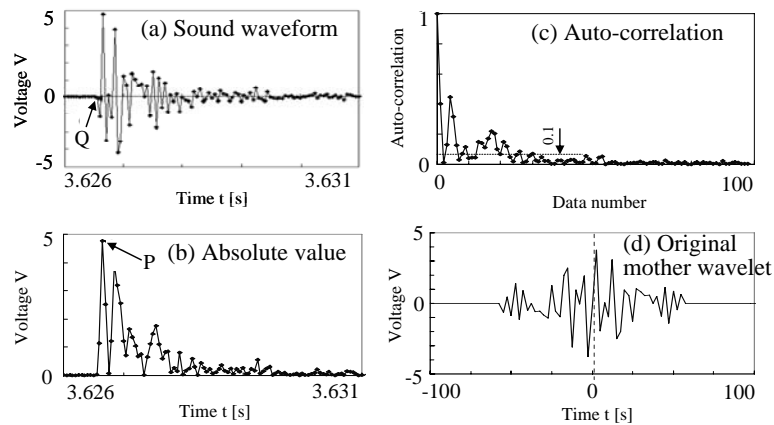 (a) Sound waveform
5
0
-5
Voltage V
Q
3.626
3.631
Time t [s]
(c) Auto-correlation
1
0
Auto-correlation
0.1
0
100
Data number
(b) Absolute value
5
0
Voltage V
P
3.626
3.631
Time t [s]
(d) Original
mother wavelet
5
0
-5
Voltage V
-100
0
100
Time t [s]